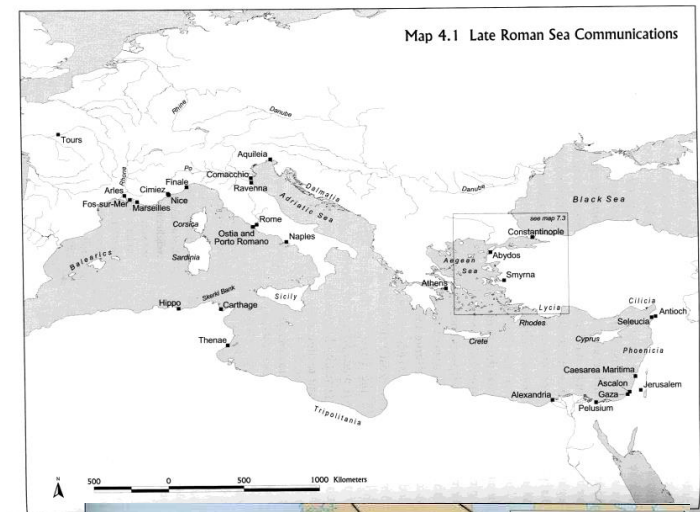 Map 4.1 Late Roman Sea Communications
Rhine
Danube
Tours
Aquileia
Rhone
Po
Comacchio
Ravenna
Finale
Arles
Cimiez
Nice
Fos-sur-Mer
Marseilles
Dalmatia
Adriatic Sea
Danube
Black Sea
see map 7.3
Constantinople
Corsica
Rome
Ostia and
Porto Romano
Naples
Abydos
Aegean
Sea
Smyrna
Athens
Balearics
Sardinia
Skerki Bank
Sicily
Hippo
Carthage
Lycia
Rhodes
Cilicia
Antioch
Seleucia
Crete
Cyprus
Phoenicia
Thenae
Caesarea Maritima
Ascalon
Jerusalem
Gaza
Alexandria
Pelusium
Tripolitania
N
500
0
500
1000 Kilometers